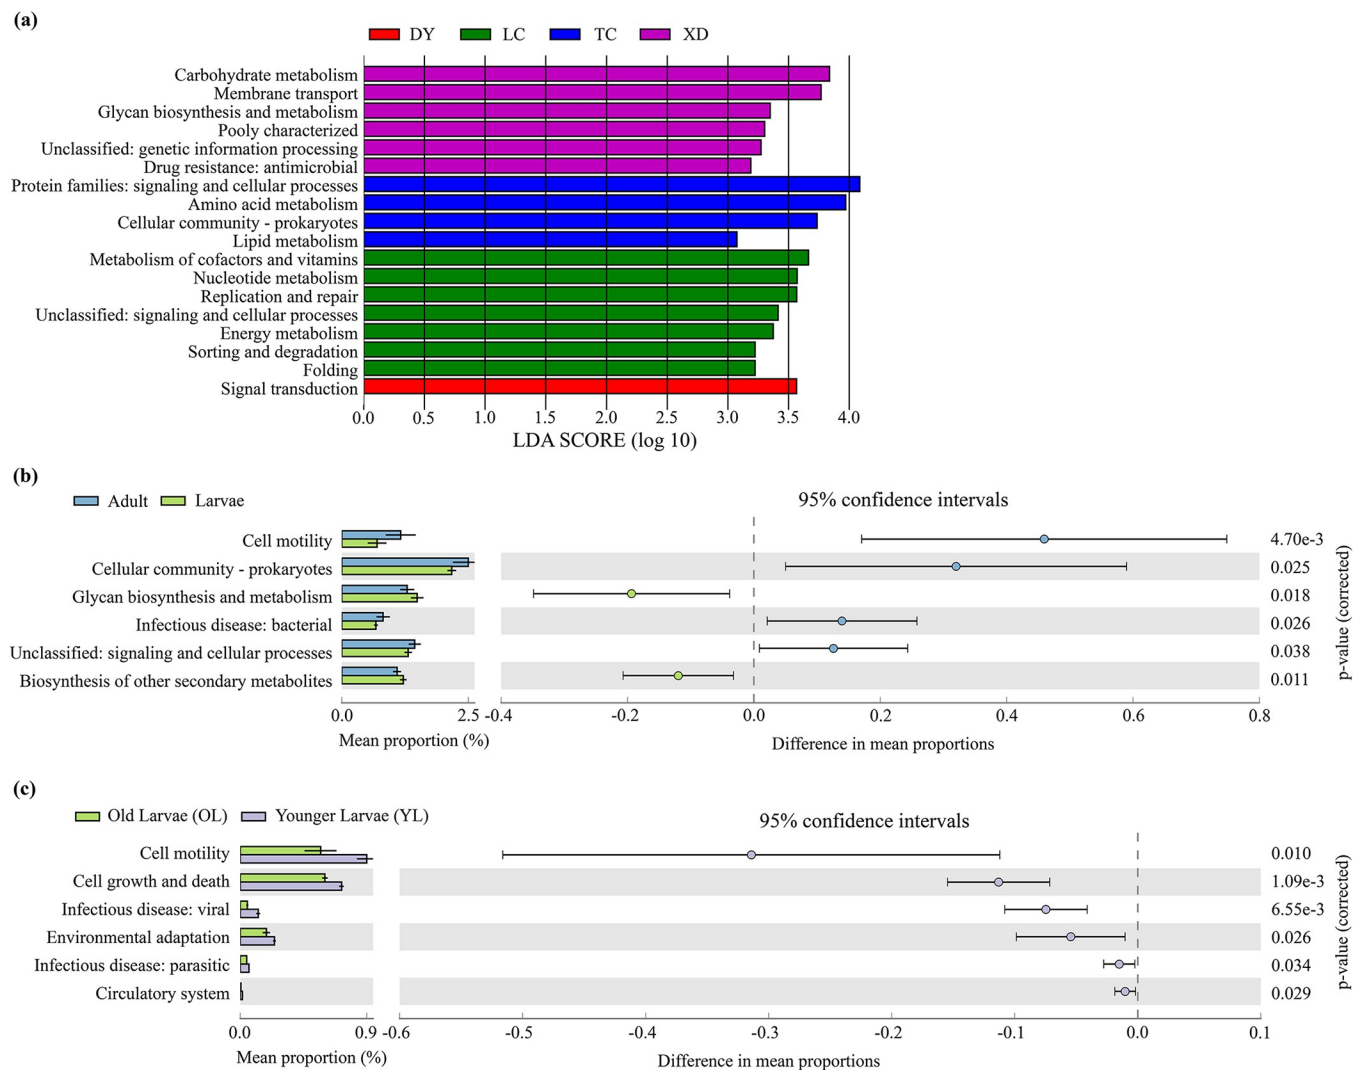 (a)
DY LC TC XD
Carbohydrate metabolism
Membrane transport
Glycan biosynthesis and metabolism
Pooly characterized
Unclassified: genetic information processing
Drug resistance: antimicrobial
Protein families: signaling and cellular processes
Amino acid metabolism
Cellular community - prokaryotes
Lipid metabolism
Metabolism of cofactors and vitamins
Nucleotide metabolism
Replication and repair
Unclassified: signaling and cellular processes
Energy metabolism
Sorting and degradation
Folding
Signal transduction
0.0 0.5 1.0 1.5 2.0 2.5 3.0 3.5 4.0
LDA SCORE (log 10)
(b)
Adult Larvae
95% confidence intervals
Cell motility 4.70e-3
Cellular community - prokaryotes 0.025
Glycan biosynthesis and metabolism 0.018
Infectious disease: bacterial 0.026
Unclassified: signaling and cellular processes 0.038
Biosynthesis of other secondary metabolites 0.011
p-value (corrected)
0.0 2.5 -0.4 -0.2 0.0 0.2 0.4 0.6 0.8
Mean proportion (%) Difference in mean proportions
(c)
Old Larvae (OL) Younger Larvae (YL)
95% confidence intervals
Cell motility 0.010
Cell growth and death 1.09e-3
Infectious disease: viral 6.55e-3
Environmental adaptation 0.026
Infectious disease: parasitic 0.034
Circulatory system 0.029
p-value (corrected)
0.0 0.9 -0.6 -0.5 -0.4 -0.3 -0.2 -0.1 0.0 0.1
Mean proportion (%) Difference in mean proportions